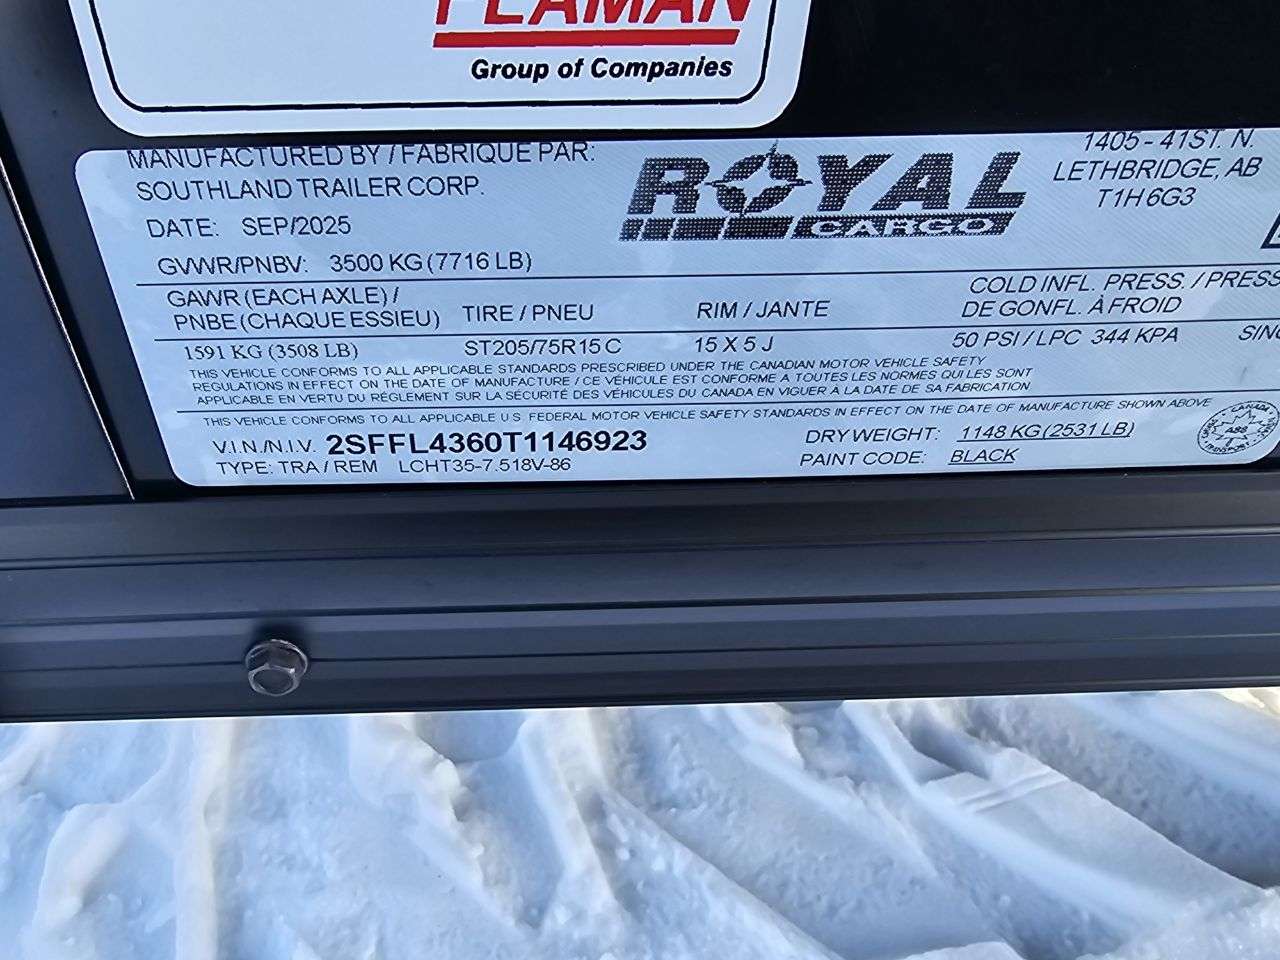 FLAMAN
Group of Companies
MANUFACTURED BY / FABRIQUE PAR:
SOUTHLAND TRAILER CORP.
DATE: SEP/2025
GVWR/PNBV: 3500 KG (7716 LB)
ROYAL
CARGO
1405 - 41ST. N.
LETHBRIDGE, AB
T1H 6G3
GAWR (EACH AXLE) /
PNBE (CHAQUE ESSIEU)
TIRE / PNEU
RIM / JANTE
COLD INFL. PRESS. / PRESS
DE GONFL. À FROID
1591 KG (3508 LB) ST205/75R15 C 15 X 5 J 50 PSI / LPC 344 KPA
THIS VEHICLE CONFORMS TO ALL APPLICABLE STANDARDS PRESCRIBED UNDER THE CANADIAN MOTOR VEHICLE SAFETY
REGULATIONS IN EFFECT ON THE DATE OF MANUFACTURE / CE VÉHICULE EST CONFORME A TOUTES LES NORMES QUI LES SONT
APPLICABLE EN VERTU DU RÉGLEMENT SUR LA SÉCURITÉ DES VÉHICULES DU CANADA EN VIGUER À LA DATE DE SA FABRICATION
THIS VEHICLE CONFORMS TO ALL APPLICABLE U.S. FEDERAL MOTOR VEHICLE SAFETY STANDARDS IN EFFECT ON THE DATE OF MANUFACTURE SHOWN ABOVE
V.I.N./N.I.V. 2SFFL4360T1146923
TYPE: TRA / REM LCHT35-7.518V-86
DRY WEIGHT: 1148 KG (2531 LB)
PAINT CODE: BLACK